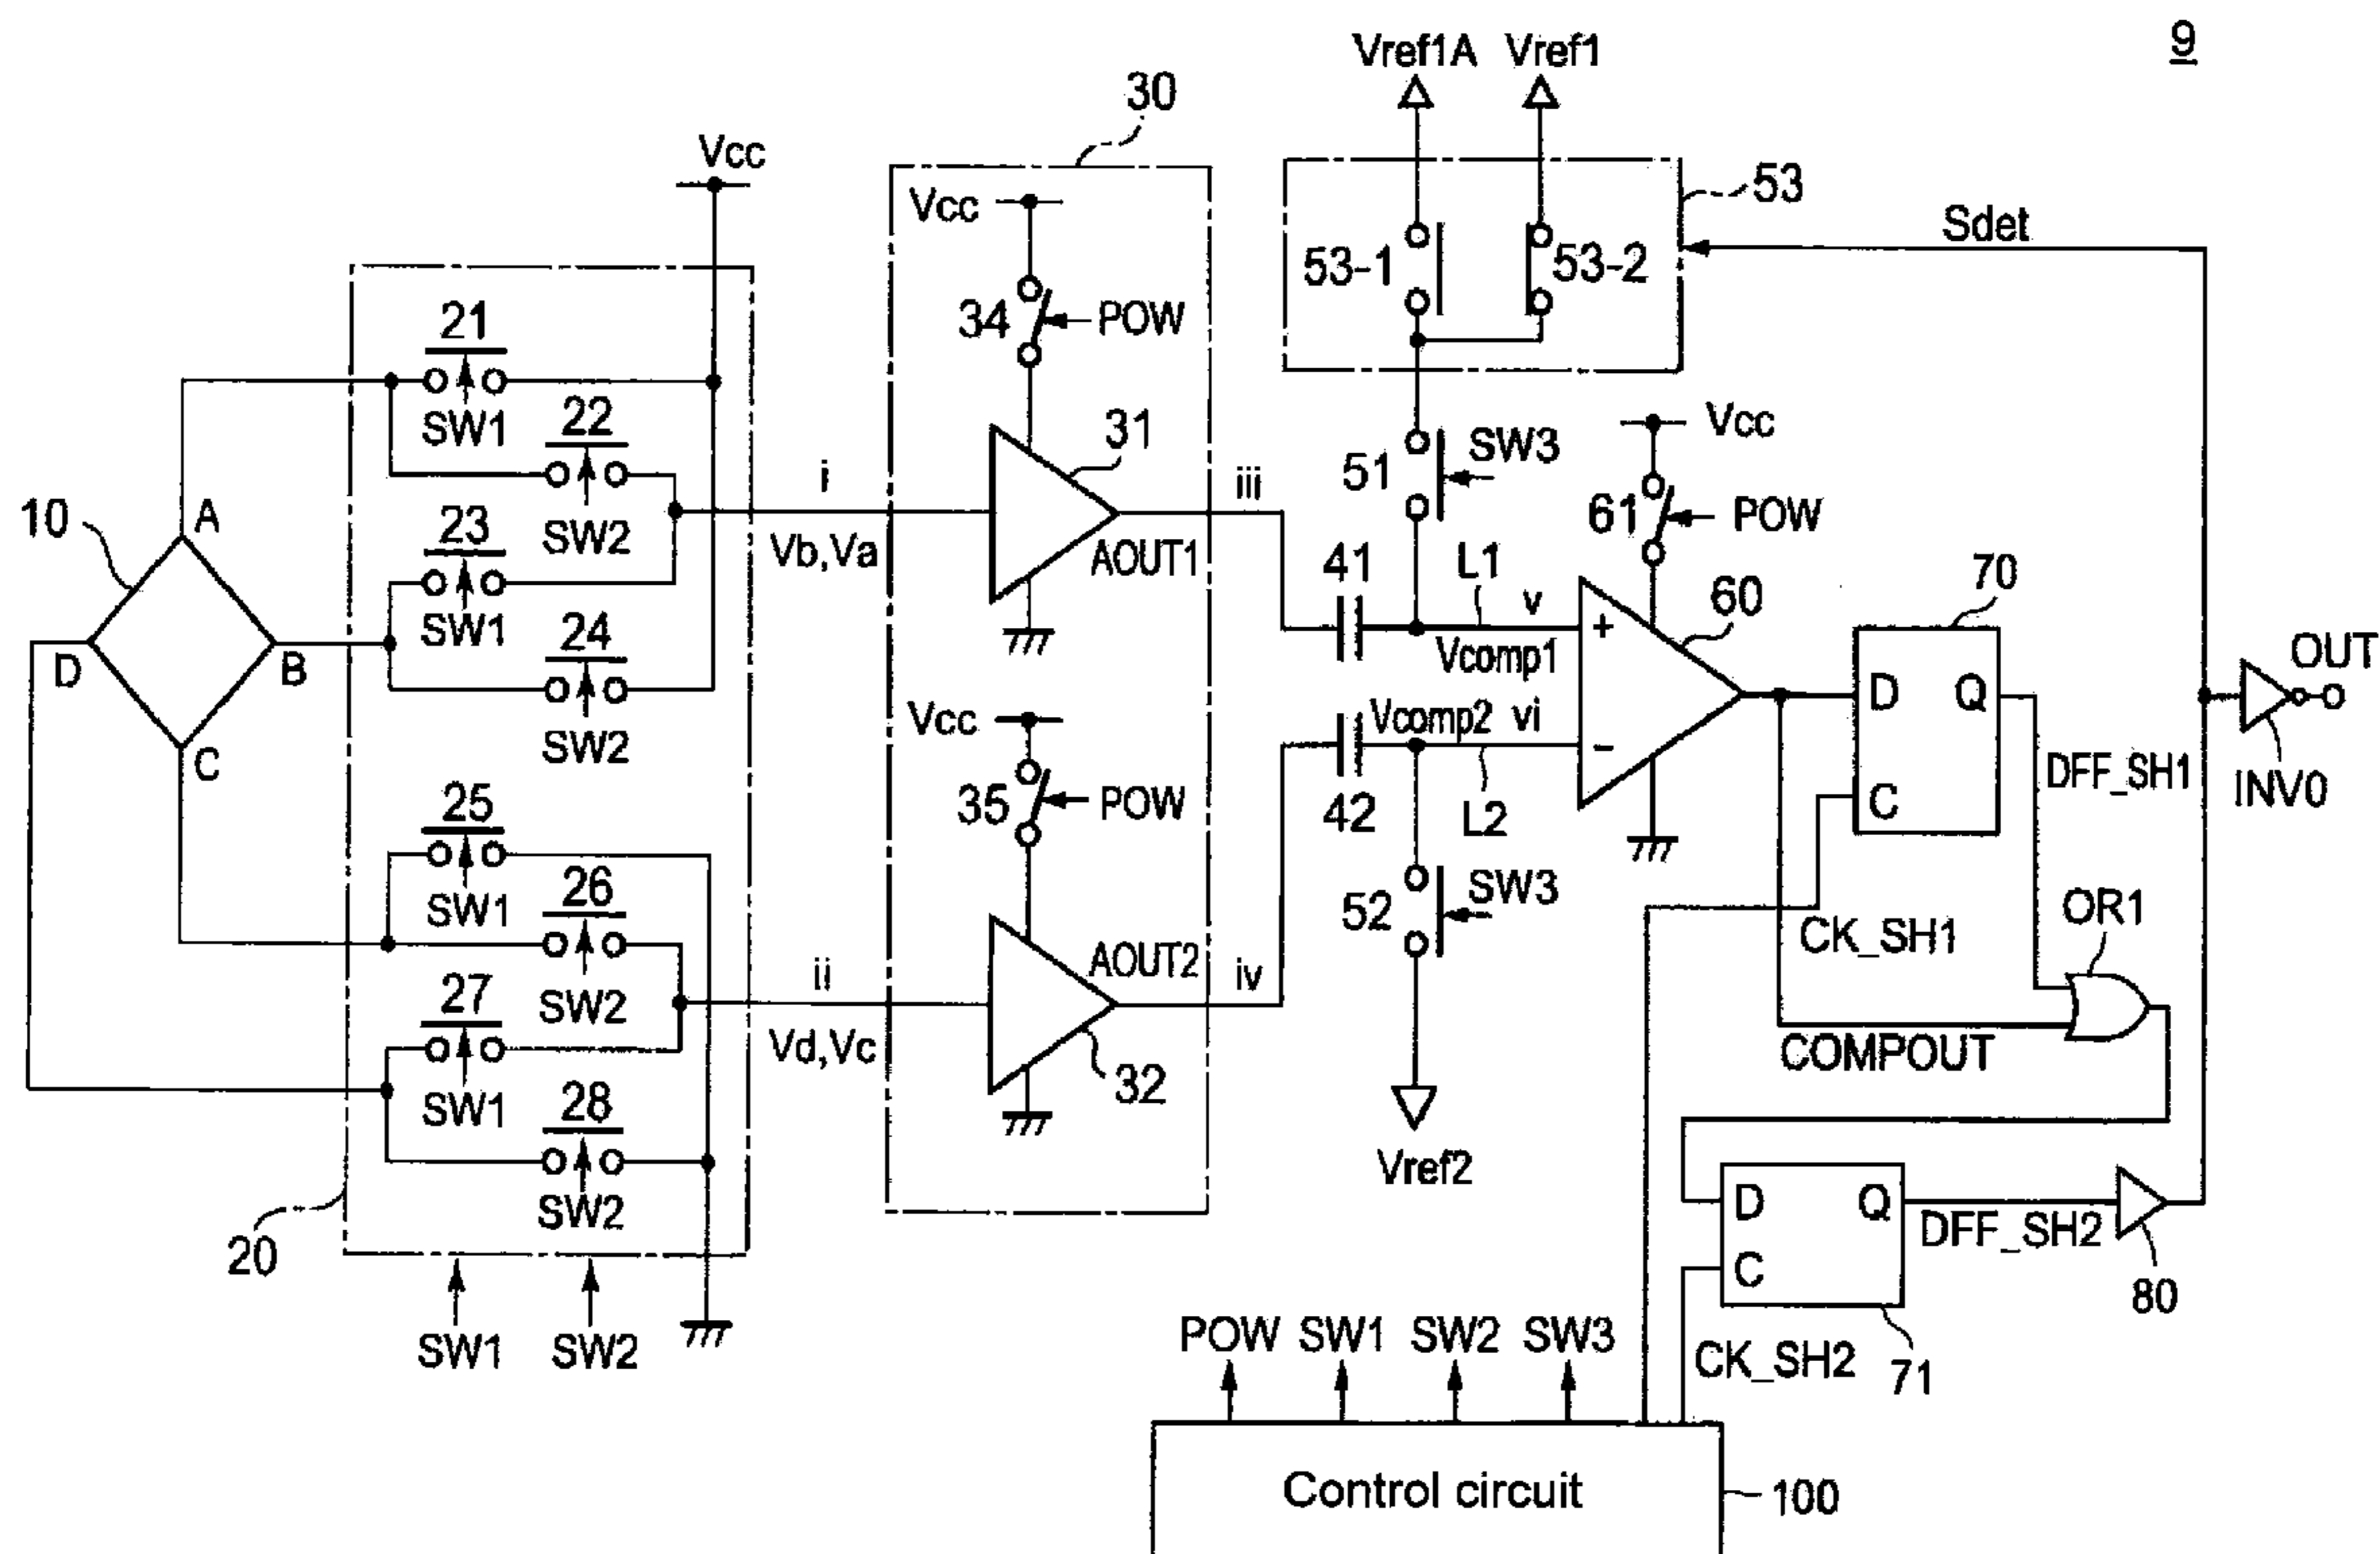 9
Vref1A Vref1
30
Vcc
Vcc
53
Sdet
53-1
53-2
21
SW1
22
SW2
23
SW1
24
SW2
34
POW
31
AOUT1
i
Vb,Va
iii
51
SW3
Vcc
61
POW
10
A
B
C
D
41
L1
v
Vcomp1
+
60
70
D
Q
C
OUT
INV0
DFF_SH1
Vcc
35
POW
Vcomp2
vi
-
42
L2
25
SW1
26
SW2
27
SW1
28
SW2
ii
Vd,Vc
AOUT2
iv
32
52
SW3
CK_SH1
OR1
COMPOUT
Vref2
20
SW1
SW2
D
Q
C
DFF_SH2
80
71
CK_SH2
POW SW1 SW2 SW3
Control circuit
100